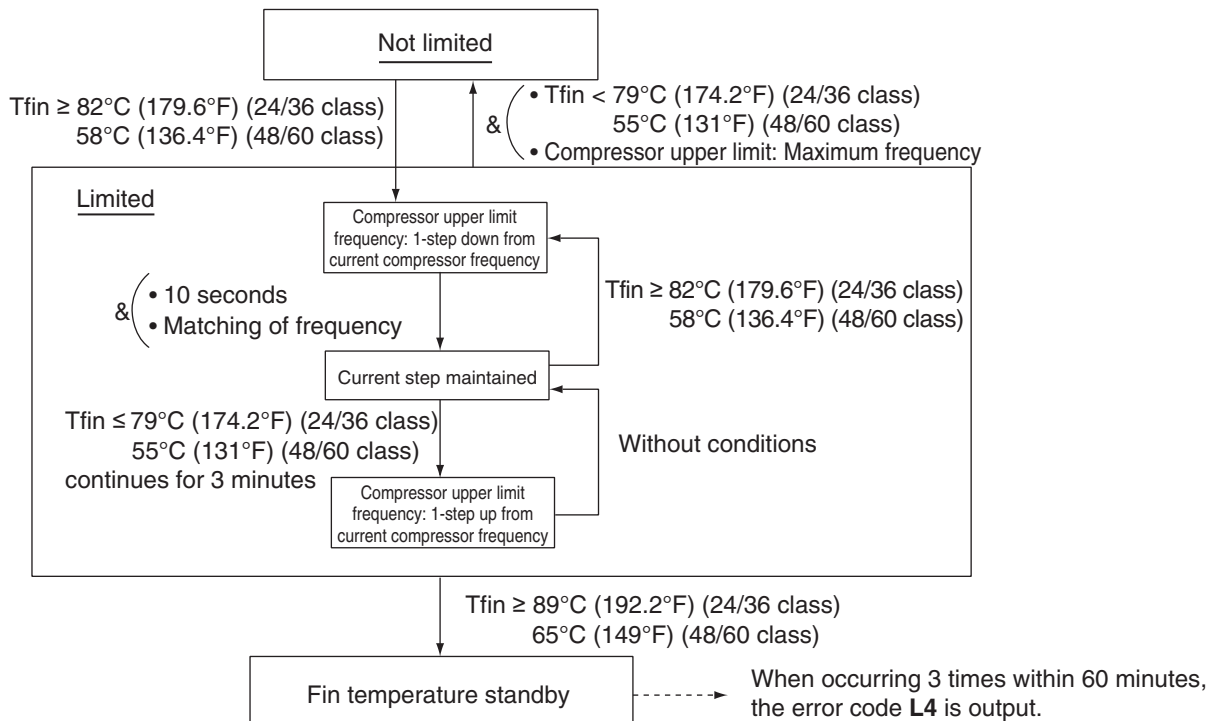 Not limited
Tfin ≥ 82°C (179.6°F) (24/36 class)
58°C (136.4°F) (48/60 class)
&
• Tfin < 79°C (174.2°F) (24/36 class)
55°C (131°F) (48/60 class)
• Compressor upper limit: Maximum frequency
Limited
Compressor upper limit
frequency: 1-step down from
current compressor frequency
&
• 10 seconds
• Matching of frequency
Tfin ≥ 82°C (179.6°F) (24/36 class)
58°C (136.4°F) (48/60 class)
Current step maintained
Tfin ≤ 79°C (174.2°F) (24/36 class)
55°C (131°F) (48/60 class)
continues for 3 minutes
Without conditions
Compressor upper limit
frequency: 1-step up from
current compressor frequency
Tfin ≥ 89°C (192.2°F) (24/36 class)
65°C (149°F) (48/60 class)
Fin temperature standby
When occurring 3 times within 60 minutes,
the error code L4 is output.